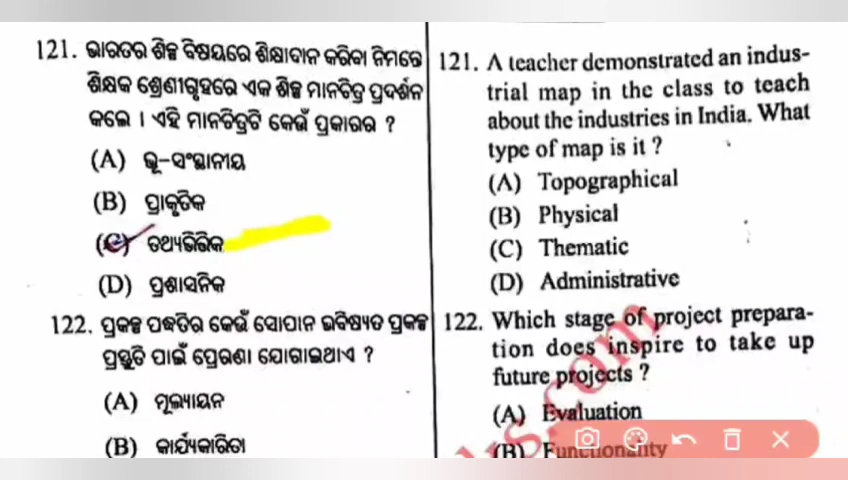 121. ଭାରତର ଶିଳ୍ପ ବିଷୟରେ ଶିକ୍ଷାଦାନ କରିବା ନିମନ୍ତେ
ଶିକ୍ଷକ ଶ୍ରେଣୀଗୃହରେ ଏକ ଶିଳ୍ପ ମାନଚିତ୍ର ପ୍ରଦର୍ଶନ
କଲେ । ଏହି ମାନଚିତ୍ରଟି କେଉଁ ପ୍ରକାରର ?
(A) ଭୂ-ସଂସ୍ଥାନୀୟ
(B) ପ୍ରାକୃତିକ
(C) ତଥ୍ୟଭିତ୍ତିକ
(D) ପ୍ରଶାସନିକ
122. ପ୍ରକଳ୍ପ ପଦ୍ଧତିର କେଉଁ ସୋପାନ ଭବିଷ୍ୟତ ପ୍ରକଳ୍ପ
ପ୍ରସ୍ତୁତି ପାଇଁ ପ୍ରେରଣା ଯୋଗାଇଥାଏ ?
(A) ମୂଲ୍ୟାୟନ
(B) କାର୍ଯ୍ୟକାରିତା
121. A teacher demonstrated an indus-
trial map in the class to teach
about the industries in India. What
type of map is it ?
(A) Topographical
(B) Physical
(C) Thematic
(D) Administrative
122. Which stage of project prepara-
tion does inspire to take up
future projects ?
(A) Evaluation
(B) Functionality